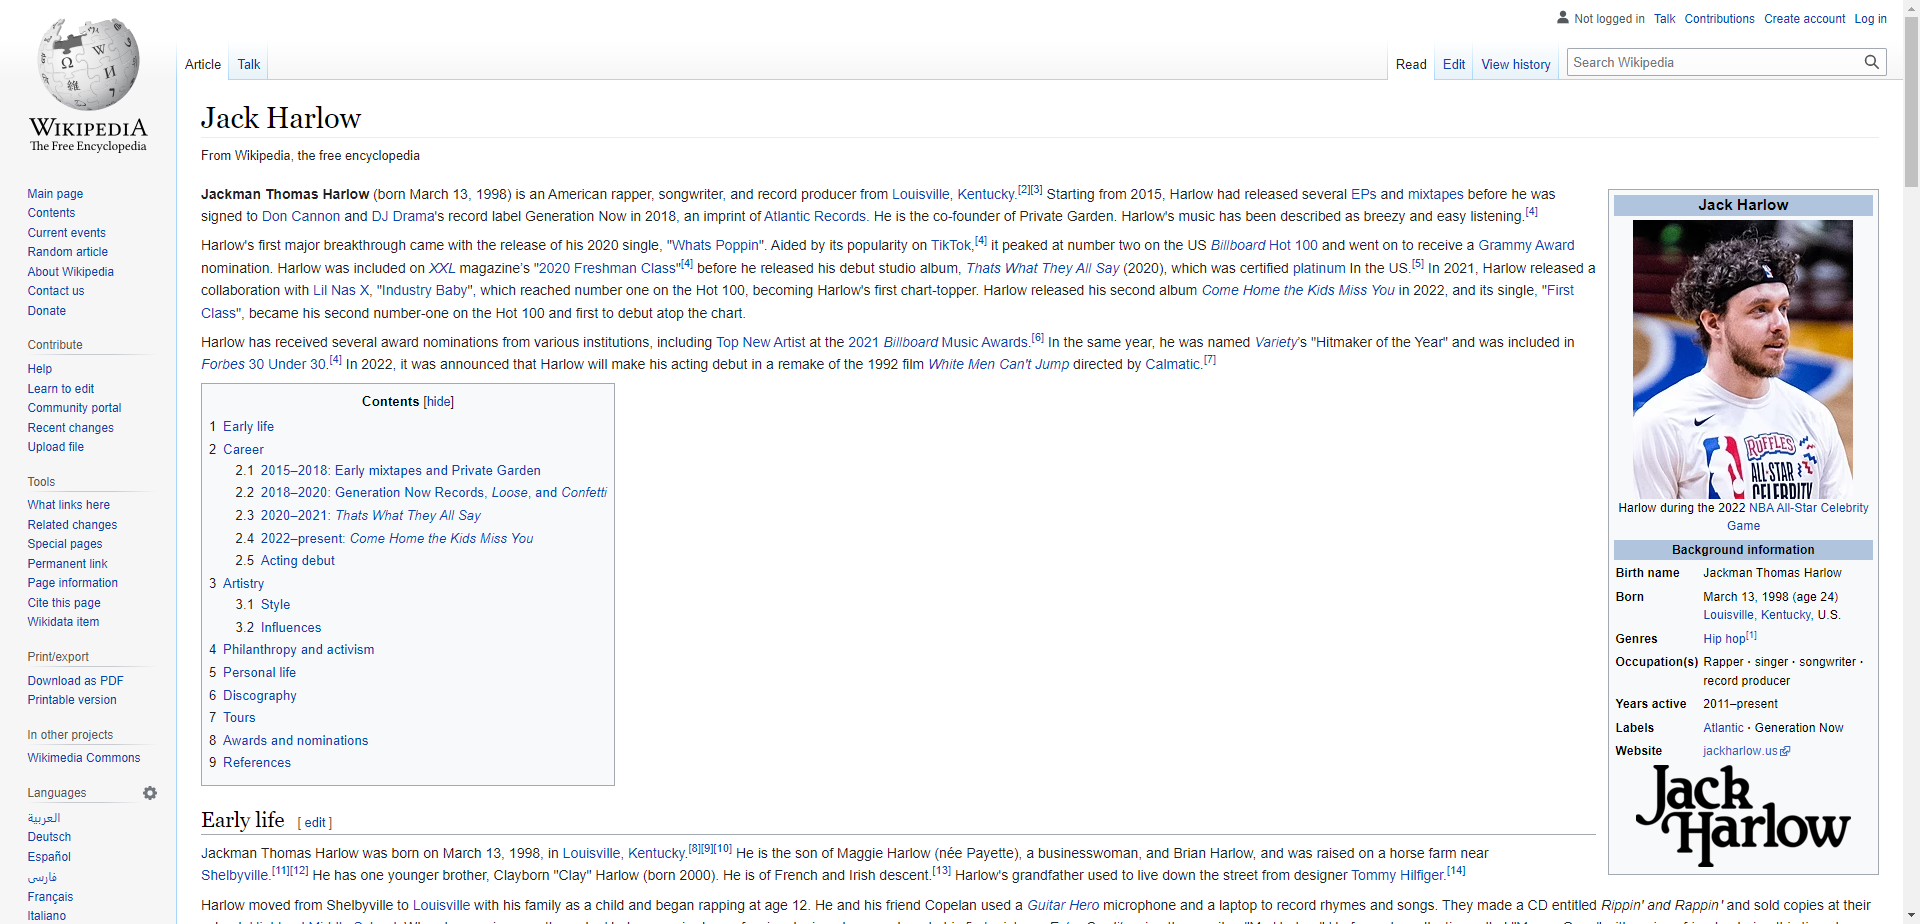 Not logged in Talk Contributions Create account Log in
Article Talk Read Edit View history Search Wikipedia
WIKIPEDIA
The Free Encyclopedia
Main page
Contents
Current events
Random article
About Wikipedia
Contact us
Donate
Contribute
Help
Learn to edit
Community portal
Recent changes
Upload file
Tools
What links here
Related changes
Special pages
Permanent link
Page information
Cite this page
Wikidata item
Print/export
Download as PDF
Printable version
In other projects
Wikimedia Commons
Languages
العربية
Deutsch
Español
فارسی
Français
Italiano
Jack Harlow
From Wikipedia, the free encyclopedia
Jackman Thomas Harlow (born March 13, 1998) is an American rapper, songwriter, and record producer from Louisville, Kentucky.[2][3] Starting from 2015, Harlow had released several EPs and mixtapes before he was
signed to Don Cannon and DJ Drama's record label Generation Now in 2018, an imprint of Atlantic Records. He is the co-founder of Private Garden. Harlow's music has been described as breezy and easy listening.[4]
Harlow's first major breakthrough came with the release of his 2020 single, "Whats Poppin". Aided by its popularity on TikTok,[4] it peaked at number two on the US Billboard Hot 100 and went on to receive a Grammy Award
nomination. Harlow was included on XXL magazine's "2020 Freshman Class"[4] before he released his debut studio album, Thats What They All Say (2020), which was certified platinum In the US.[5] In 2021, Harlow released a
collaboration with Lil Nas X, "Industry Baby", which reached number one on the Hot 100, becoming Harlow's first chart-topper. Harlow released his second album Come Home the Kids Miss You in 2022, and its single, "First
Class", became his second number-one on the Hot 100 and first to debut atop the chart.
Harlow has received several award nominations from various institutions, including Top New Artist at the 2021 Billboard Music Awards.[6] In the same year, he was named Variety's "Hitmaker of the Year" and was included in
Forbes 30 Under 30.[4] In 2022, it was announced that Harlow will make his acting debut in a remake of the 1992 film White Men Can't Jump directed by Calmatic.[7]
Contents [hide]
1 Early life
2 Career
2.1 2015–2018: Early mixtapes and Private Garden
2.2 2018–2020: Generation Now Records, Loose, and Confetti
2.3 2020–2021: Thats What They All Say
2.4 2022–present: Come Home the Kids Miss You
2.5 Acting debut
3 Artistry
3.1 Style
3.2 Influences
4 Philanthropy and activism
5 Personal life
6 Discography
7 Tours
8 Awards and nominations
9 References
Jack Harlow
RUFFLES
ALL-STAR
CELEBRITY
Harlow during the 2022 NBA All-Star Celebrity
Game
Background information
Birth name Jackman Thomas Harlow
Born March 13, 1998 (age 24)
Louisville, Kentucky, U.S.
Genres Hip hop[1]
Occupation(s) Rapper · singer · songwriter ·
record producer
Years active 2011–present
Labels Atlantic · Generation Now
Website jackharlow.us
Jack
Harlow
Early life [ edit ]
Jackman Thomas Harlow was born on March 13, 1998, in Louisville, Kentucky.[8][9][10] He is the son of Maggie Harlow (née Payette), a businesswoman, and Brian Harlow, and was raised on a horse farm near
Shelbyville.[11][12] He has one younger brother, Clayborn "Clay" Harlow (born 2000). He is of French and Irish descent.[13] Harlow's grandfather used to live down the street from designer Tommy Hilfiger.[14]
Harlow moved from Shelbyville to Louisville with his family as a child and began rapping at age 12. He and his friend Copelan used a Guitar Hero microphone and a laptop to record rhymes and songs. They made a CD entitled Rippin' and Rappin' and sold copies at their